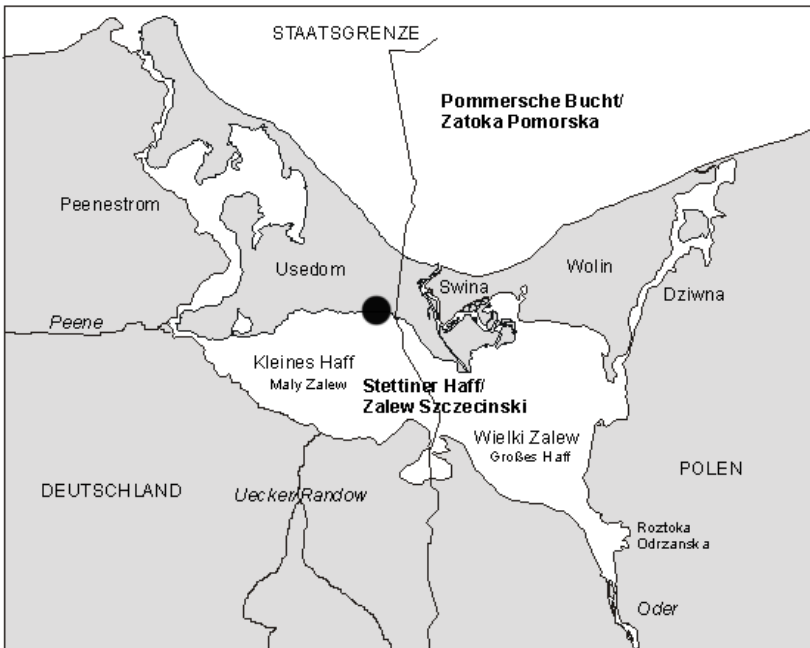 STAATSGRENZE
Pommersche Bucht/
Zatoka Pomorska
Peenestrom
Usedom
Wolin
Swina
Dziwna
Peene
Kleines Haff
Maly Zalew
Stettiner Haff/
Zalew Szczecinski
Wielki Zalew
Großes Haff
POLEN
DEUTSCHLAND
Uecker Randow
Roztoka
Odrzanska
Oder